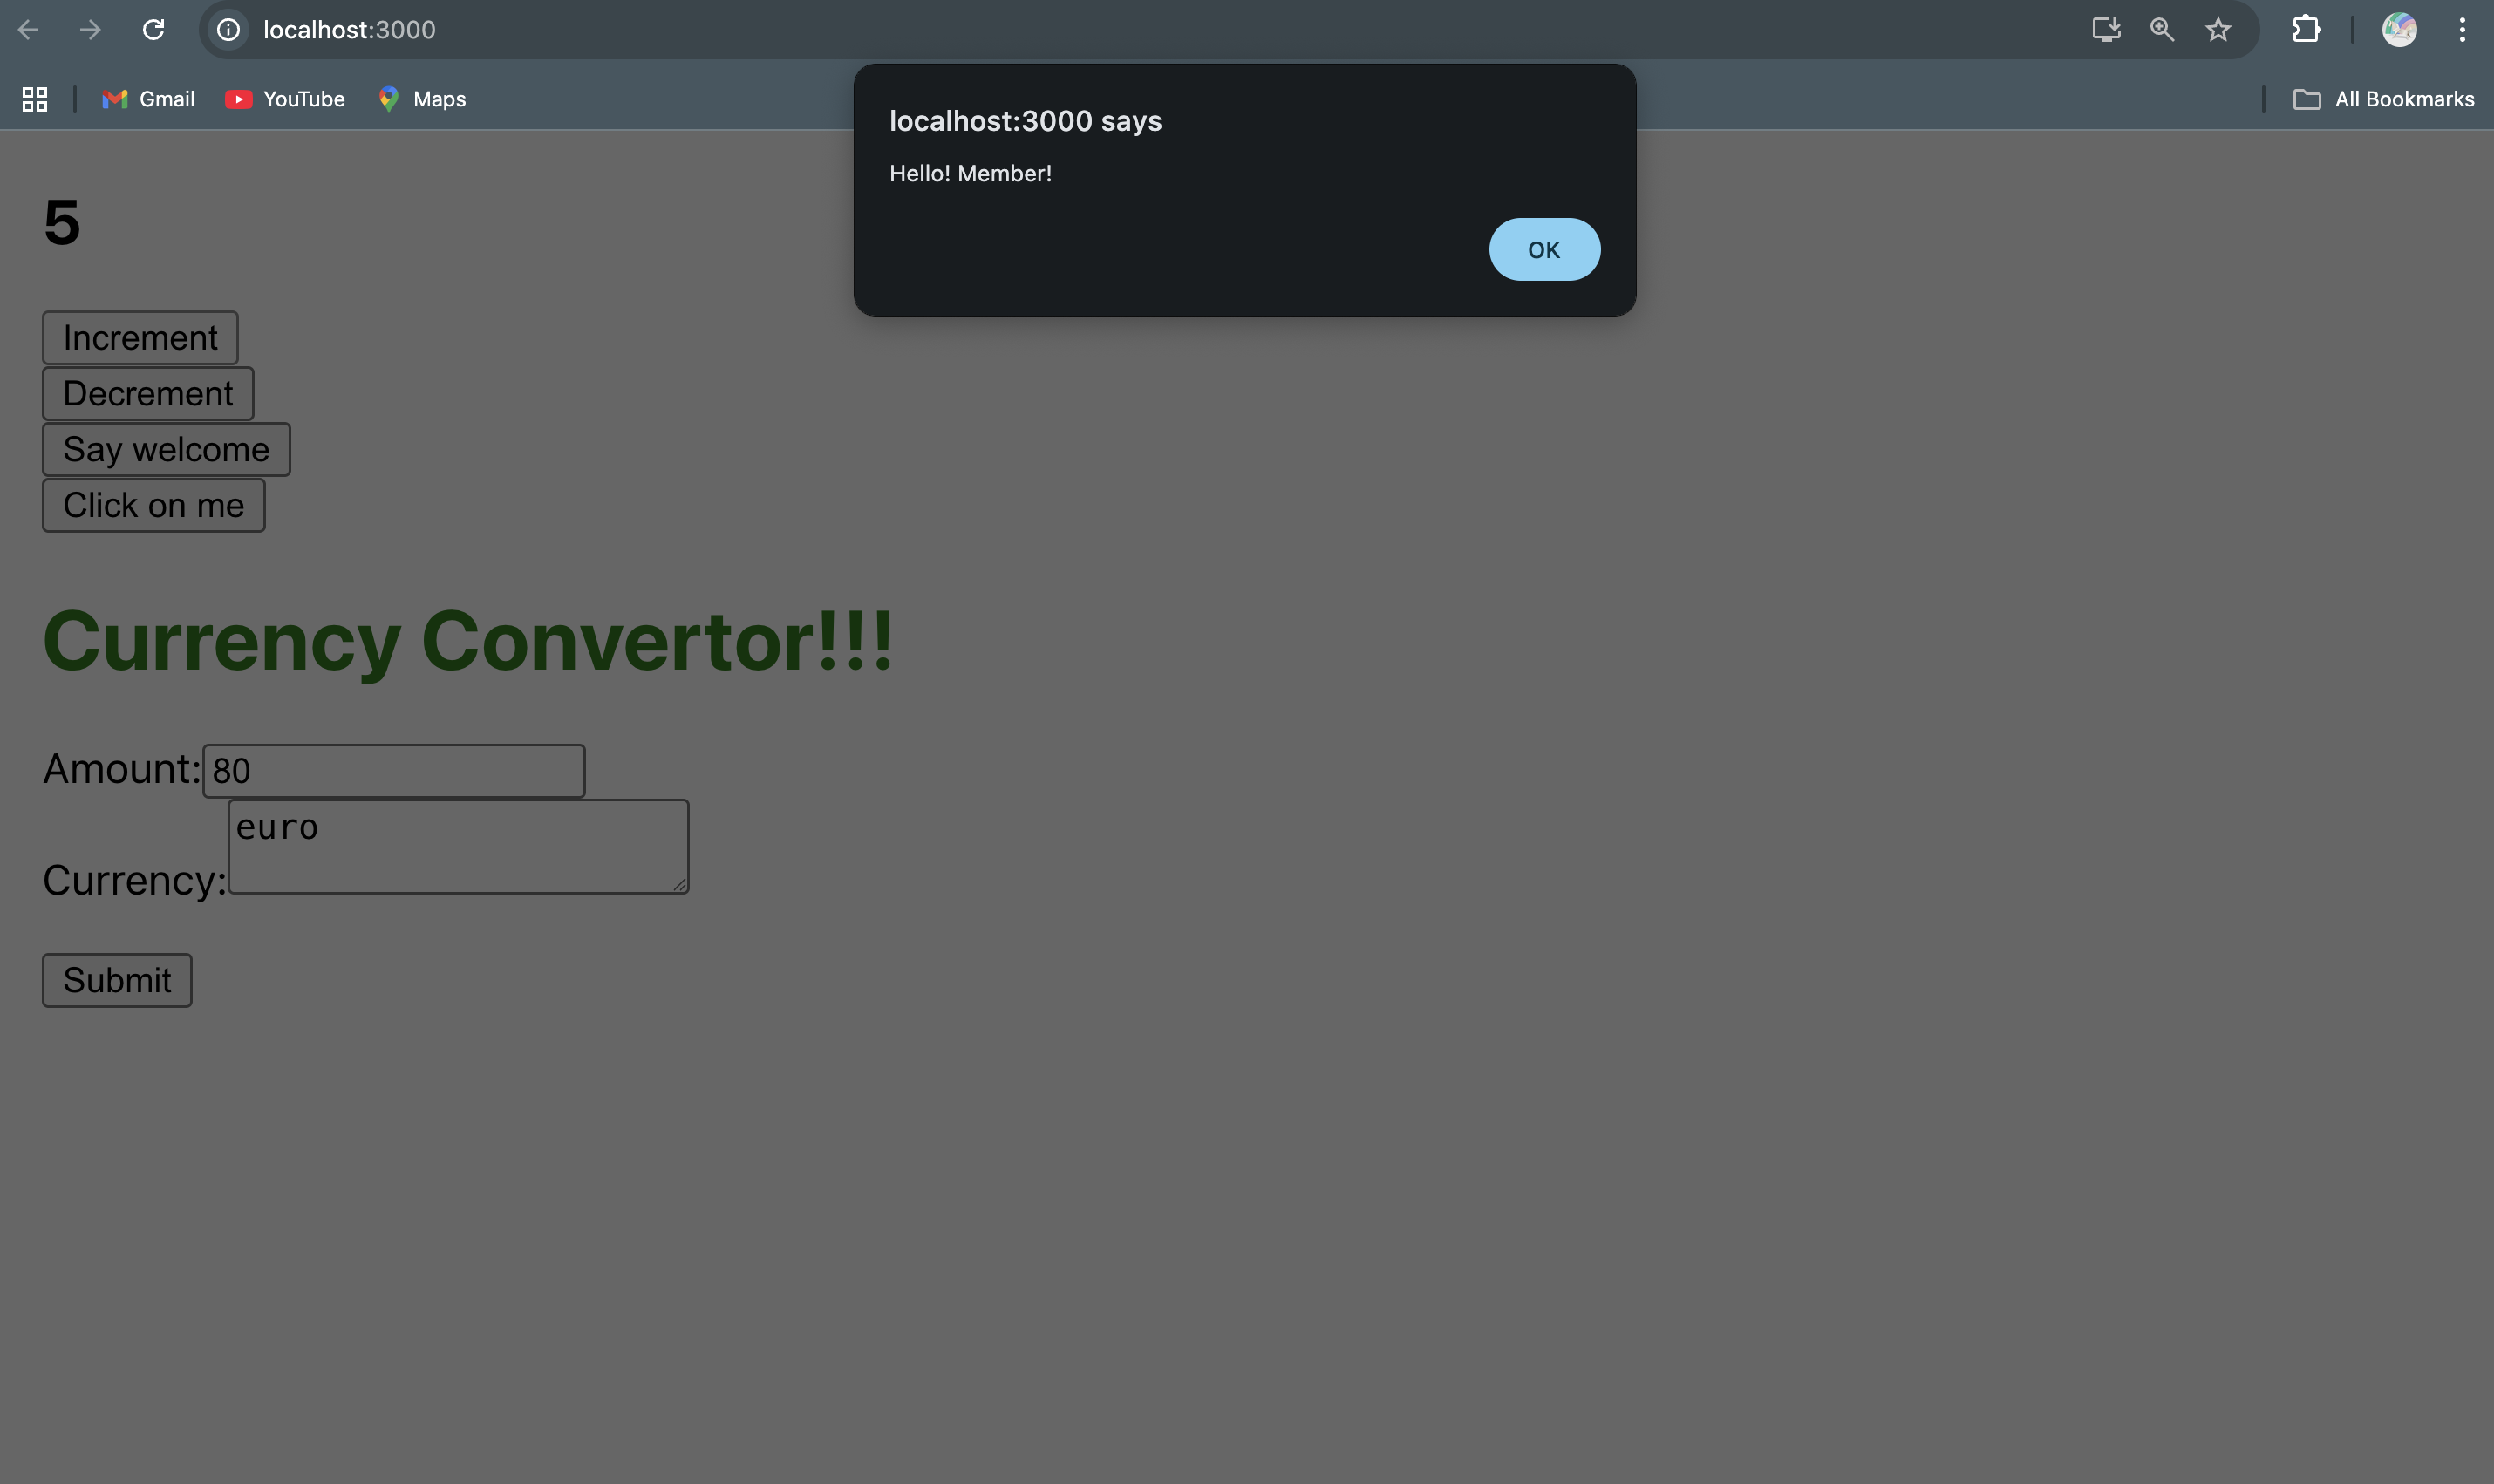 localhost:3000
Gmail YouTube Maps All Bookmarks
localhost:3000 says
Hello! Member!
OK
5
Increment
Decrement
Say welcome
Click on me
Currency Convertor!!!
Amount: 80
euro
Currency:
Submit